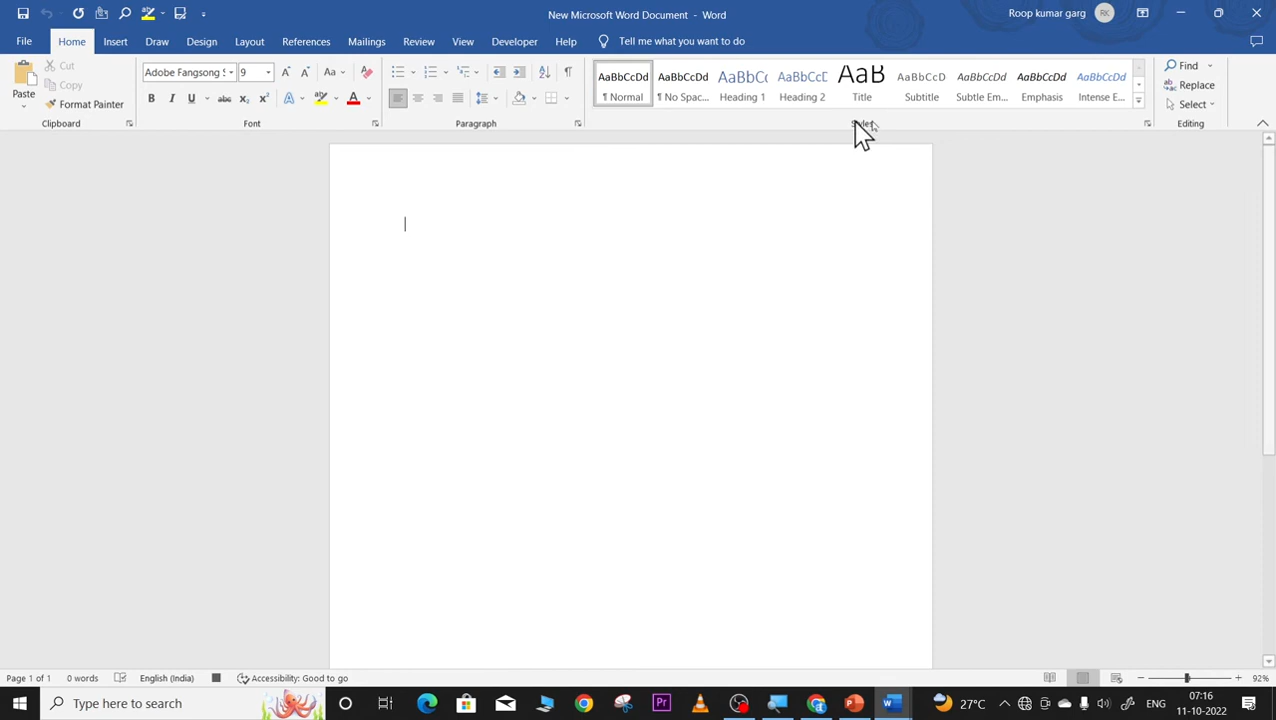 New Microsoft Word Document - Word
Roop kumar garg RK
File Home Insert Draw Design Layout References Mailings Review View Developer Help Tell me what you want to do
Paste
Cut
Copy
Format Painter
Clipboard
Adobe Fangsong 9
Font
Paragraph
AaBbCcDd AaBbCcDd AaBbCc AaBbCcD AaB AaBbCcD AaBbCcDd AaBbCcDd AaBbCcDd
¶ Normal ¶ No Spac... Heading 1 Heading 2 Title Subtitle Subtle Em... Emphasis Intense E...
Find
Replace
Select
Editing
Page 1 of 1 0 words English (India) Accessibility: Good to go 92%
Type here to search
27°C
ENG
07:16
11-10-2022